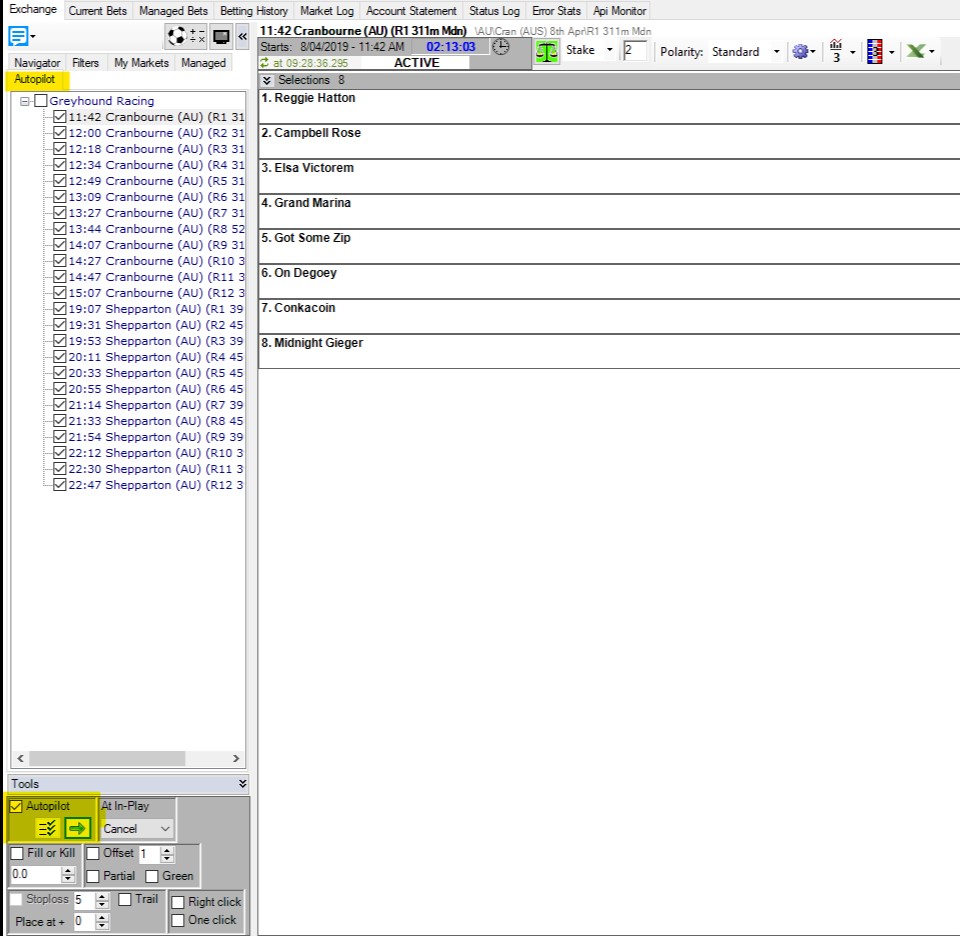 Exchange Current Bets Managed Bets Betting History Market Log Account Statement Status Log Error Stats Api Monitor
11:42 Cranbourne (AU) (R1 311m Mdn) \AU\Cran (AUS) 8th Apr\R1 311m Mdn
Starts: 8/04/2019 - 11:42 AM 02:13:03
at 09:28:36.295 ACTIVE
Stake 2 Polarity: Standard 3
Navigator Filters My Markets Managed
Autopilot
Selections 8
Greyhound Racing
11:42 Cranbourne (AU) (R1 31
12:00 Cranbourne (AU) (R2 31
12:18 Cranbourne (AU) (R3 31
12:34 Cranbourne (AU) (R4 31
12:49 Cranbourne (AU) (R5 31
13:09 Cranbourne (AU) (R6 31
13:27 Cranbourne (AU) (R7 31
13:44 Cranbourne (AU) (R8 52
14:07 Cranbourne (AU) (R9 31
14:27 Cranbourne (AU) (R10 3
14:47 Cranbourne (AU) (R11 3
15:07 Cranbourne (AU) (R12 3
19:07 Shepparton (AU) (R1 39
19:31 Shepparton (AU) (R2 45
19:53 Shepparton (AU) (R3 39
20:11 Shepparton (AU) (R4 45
20:33 Shepparton (AU) (R5 45
20:55 Shepparton (AU) (R6 45
21:14 Shepparton (AU) (R7 39
21:33 Shepparton (AU) (R8 45
21:54 Shepparton (AU) (R9 39
22:12 Shepparton (AU) (R10 3
22:30 Shepparton (AU) (R11 3
22:47 Shepparton (AU) (R12 3
1. Reggie Hatton
2. Campbell Rose
3. Elsa Victorem
4. Grand Marina
5. Got Some Zip
6. On Degoey
7. Conkacoin
8. Midnight Gieger
Tools
Autopilot At In-Play
Cancel
Fill or Kill Offset 1
0.0 Partial Green
Stoploss 5 Trail Right click
Place at + 0 One click